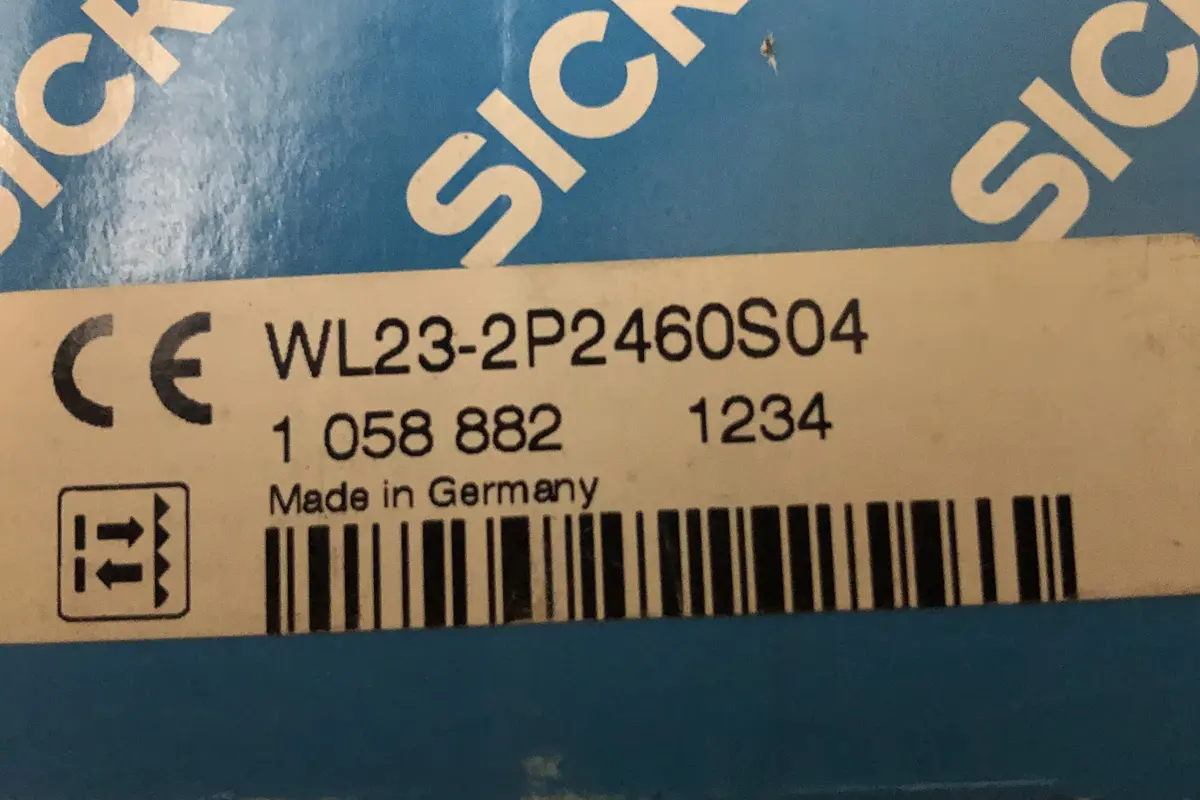 SICK
SICK
SICK
CE
WL23-2P2460S04
1 058 882 1234
Made in Germany